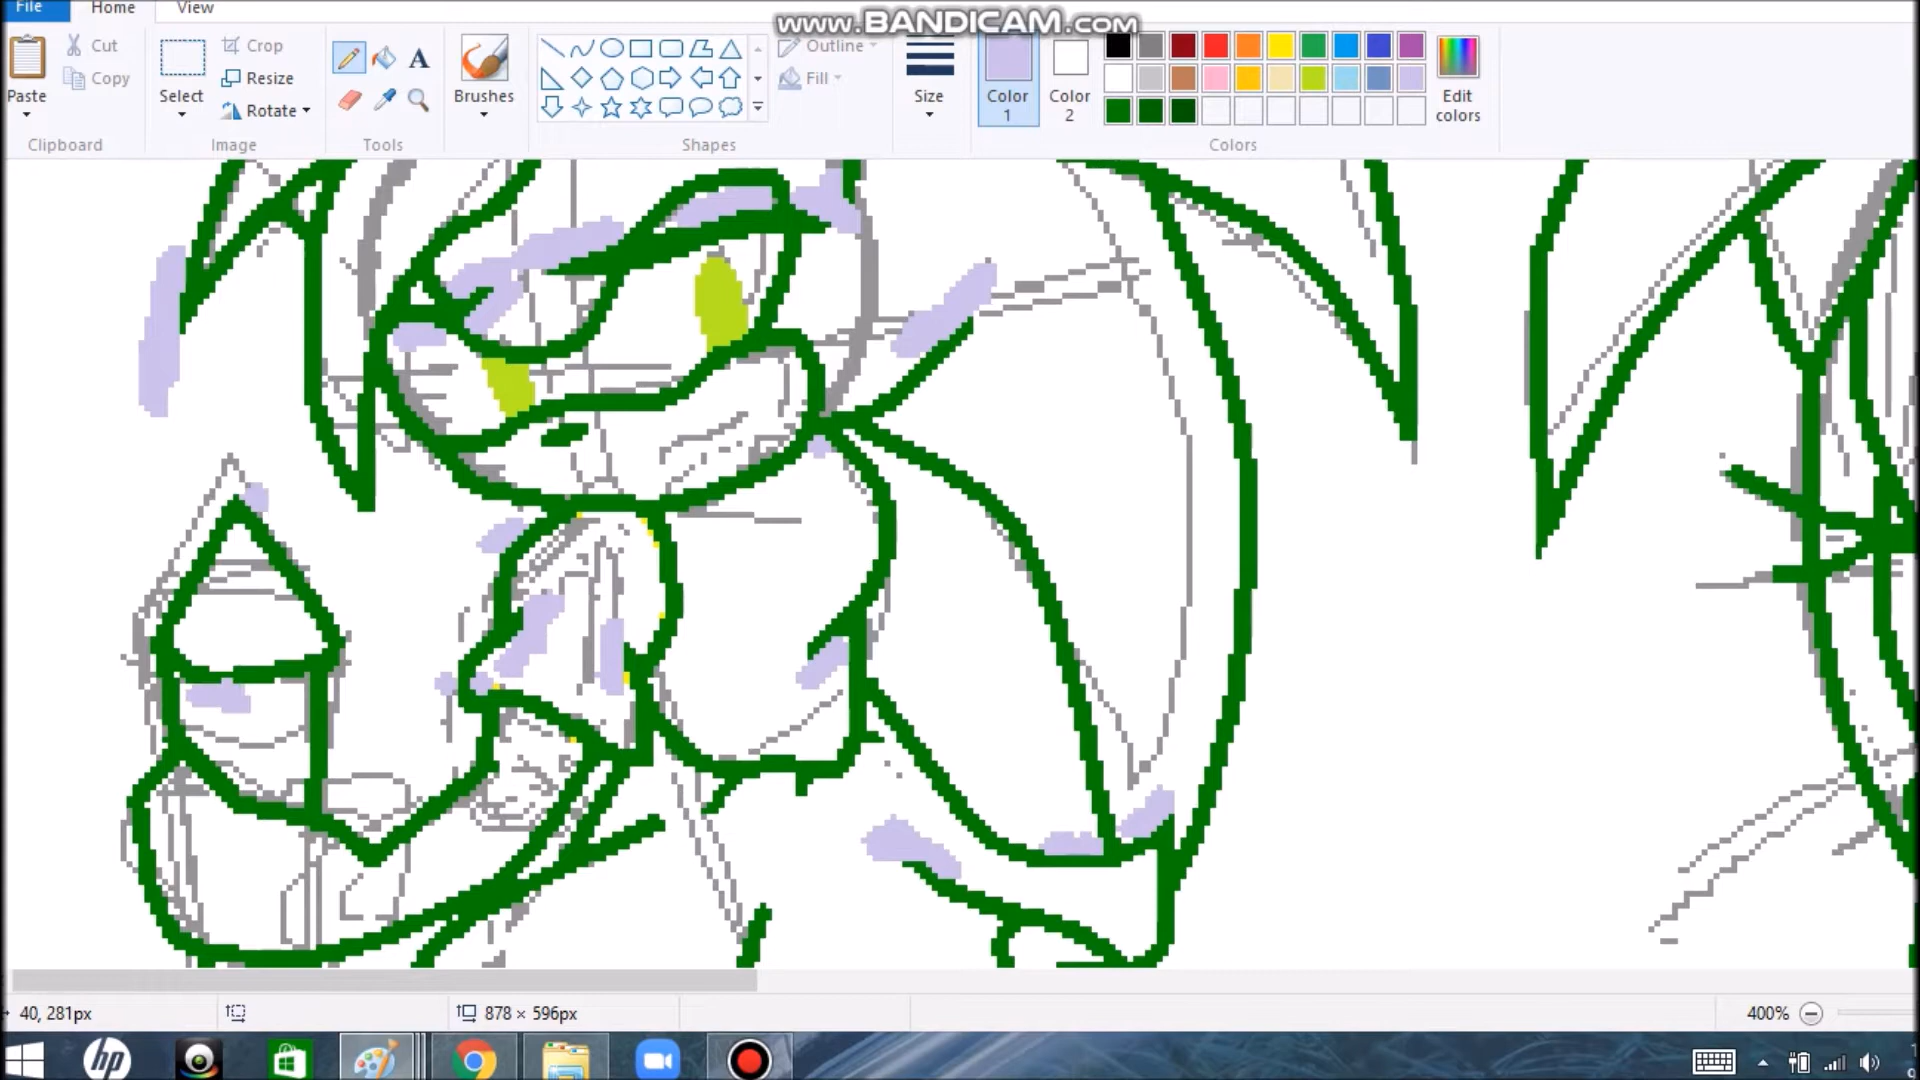 File Home View
www.BANDICAM.com
Cut Crop Outline
Copy Resize Fill
Paste Select Rotate Brushes Size Color 1 Color 2 Edit colors
Clipboard Image Tools Shapes Colors
A
40, 281px 878 × 596px 400%
hp